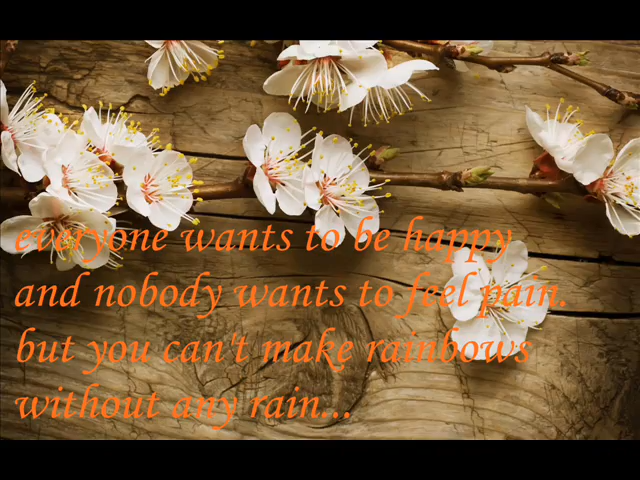 everyone wants to be happy
and nobody wants to feel pain.
but you can't make rainbows
without any rain...